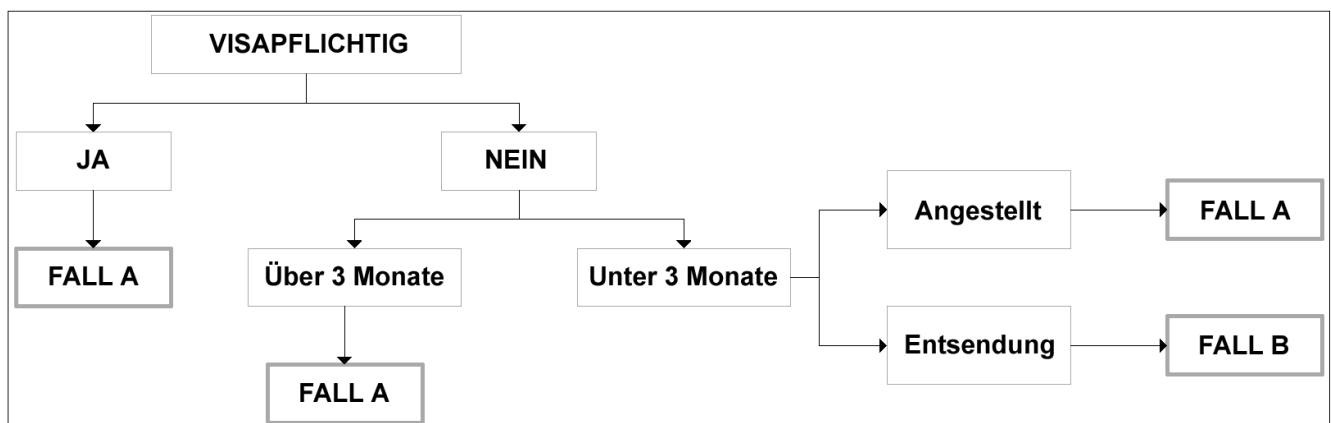 VISAPFLICHTIG
JA
NEIN
Angestellt
FALL A
FALL A
Über 3 Monate
Unter 3 Monate
Entsendung
FALL B
FALL A